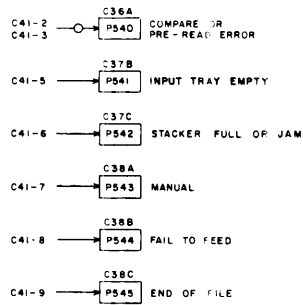 C36A
C41-2
C41-3
P540
COMPARE OR
PRE-READ ERROR
C37B
C41-5
P541
INPUT TRAY EMPTY
C37C
C41-6
P542
STACKER FULL OR JAM
C38A
C41-7
P543
MANUAL
C38B
C41-8
P544
FAIL TO FEED
C38C
C41-9
P545
END OF FILE